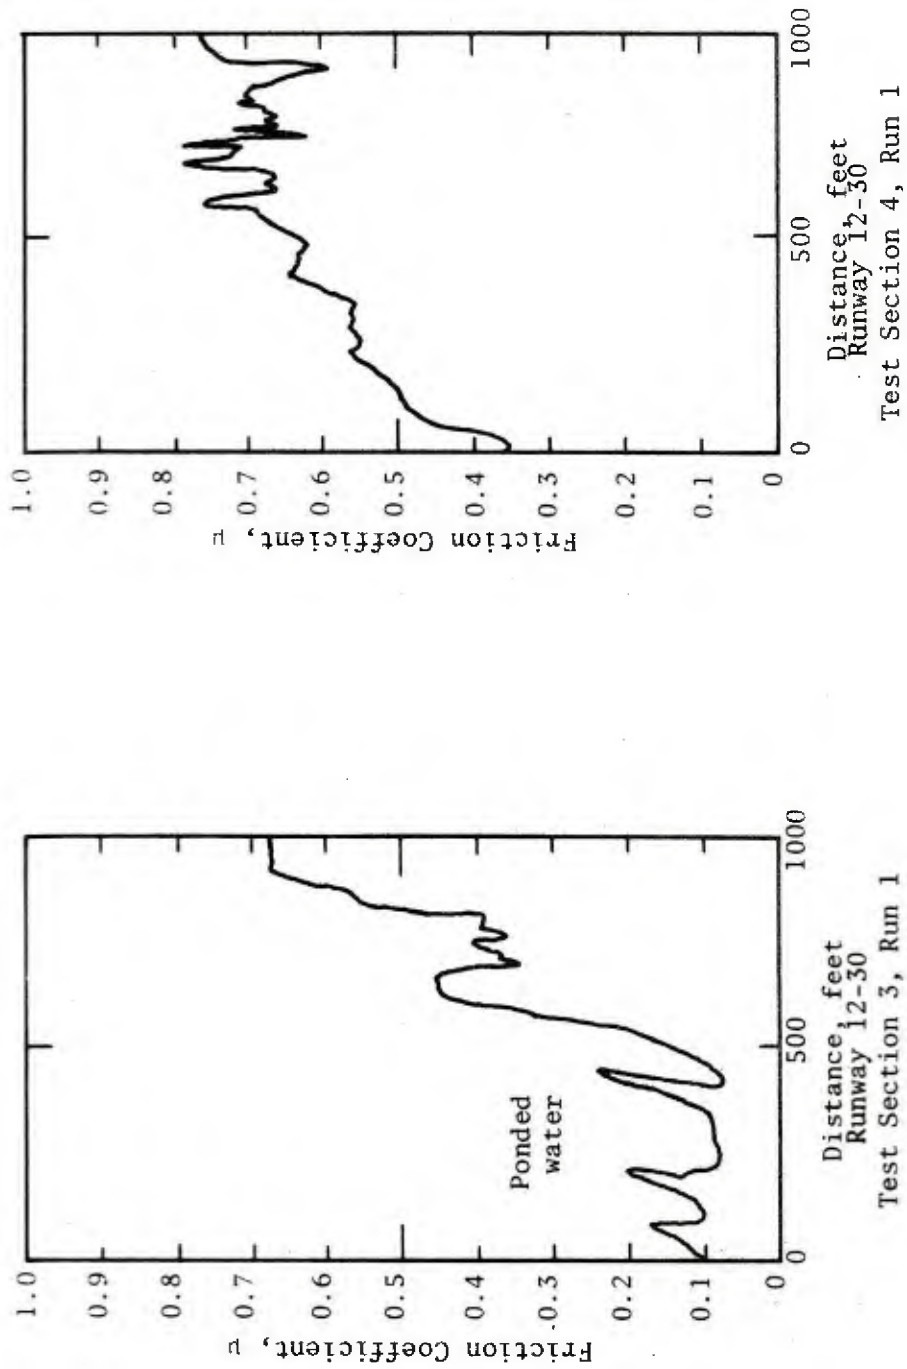 Friction Coefficient, μ
1.0
0.9
0.8
0.7
0.6
0.5
0.4
0.3
0.2
0.1
0
0
500
1000
Ponded
water
Distance, feet
Runway 12-30
Test Section 3, Run 1
Friction Coefficient, μ
1.0
0.9
0.8
0.7
0.6
0.5
0.4
0.3
0.2
0.1
0
0
500
1000
Distance, feet
Runway 12-30
Test Section 4, Run 1